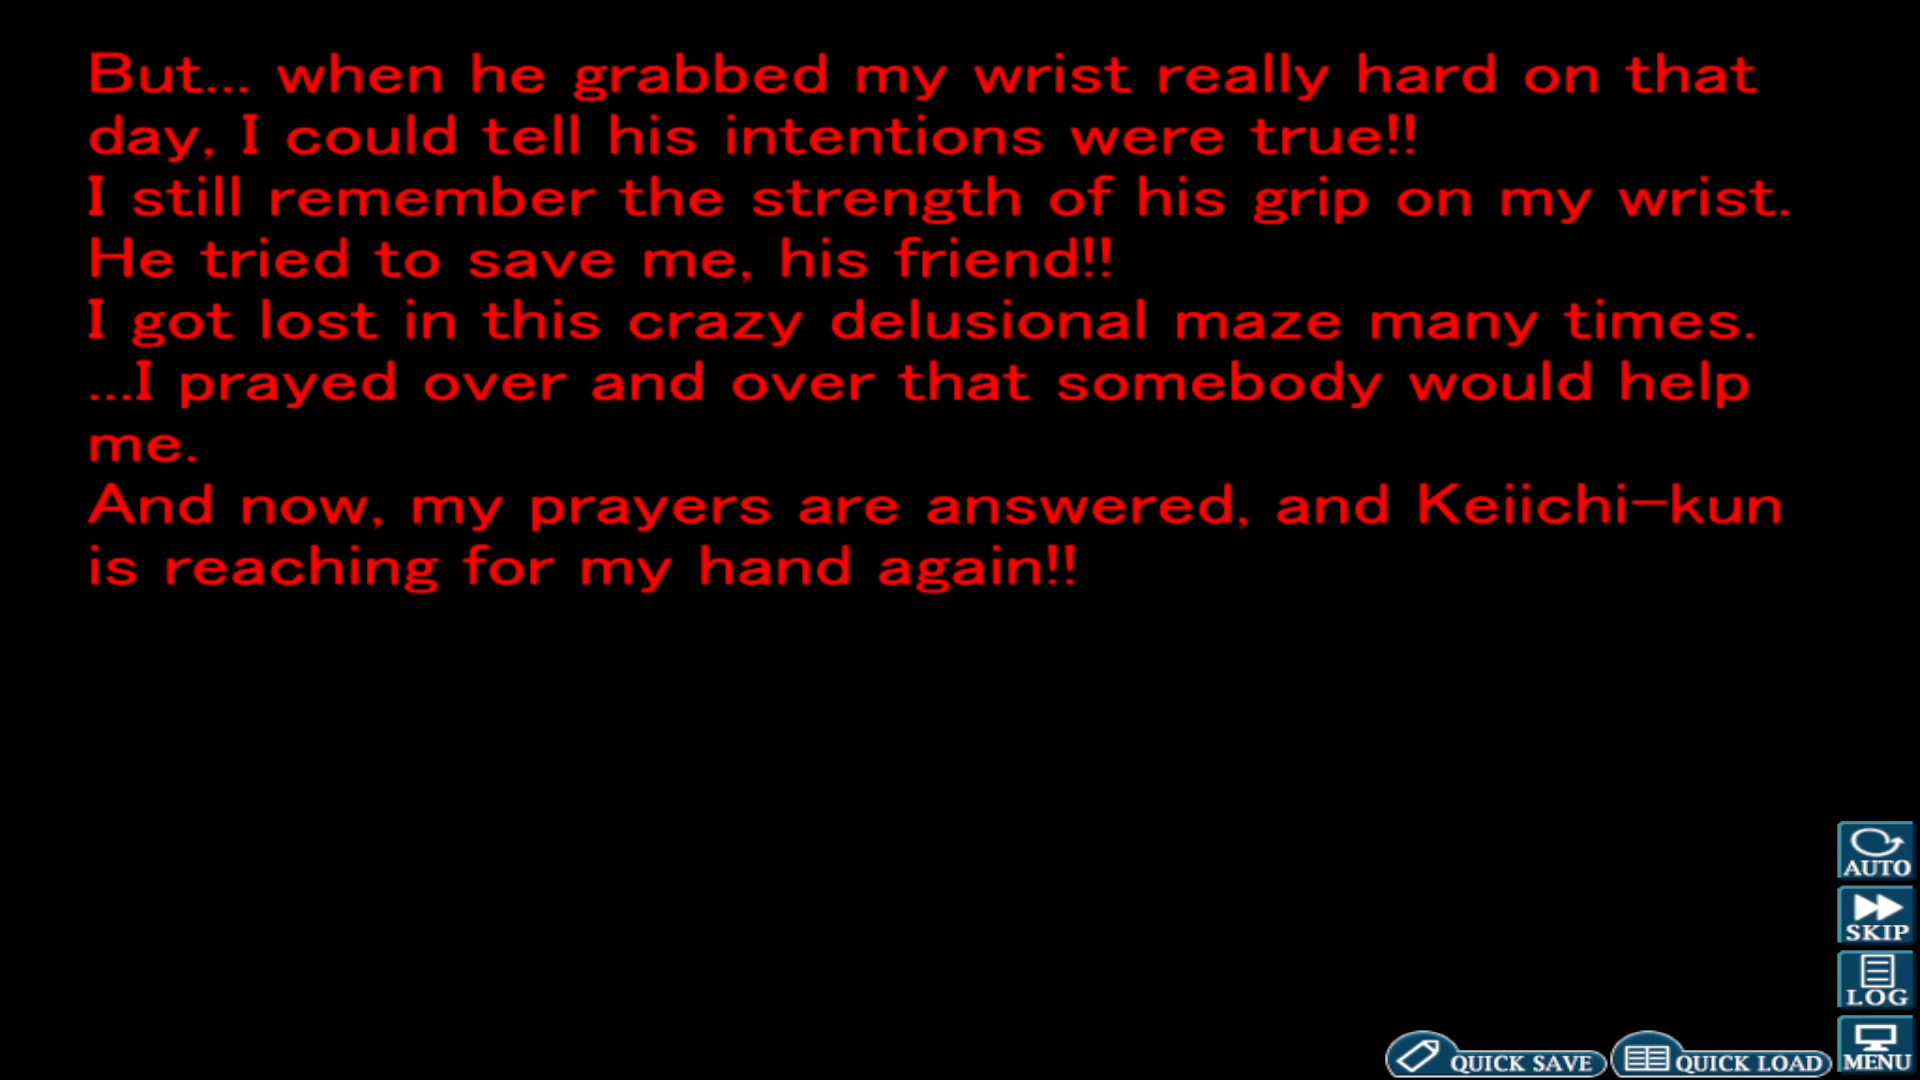 But... when he grabbed my wrist really hard on that
day, I could tell his intentions were true!!
I still remember the strength of his grip on my wrist.
He tried to save me, his friend!!
I got lost in this crazy delusional maze many times.
...I prayed over and over that somebody would help
me.
And now, my prayers are answered, and Keiichi-kun
is reaching for my hand again!!
AUTO
SKIP
LOG
MENU
QUICK SAVE
QUICK LOAD